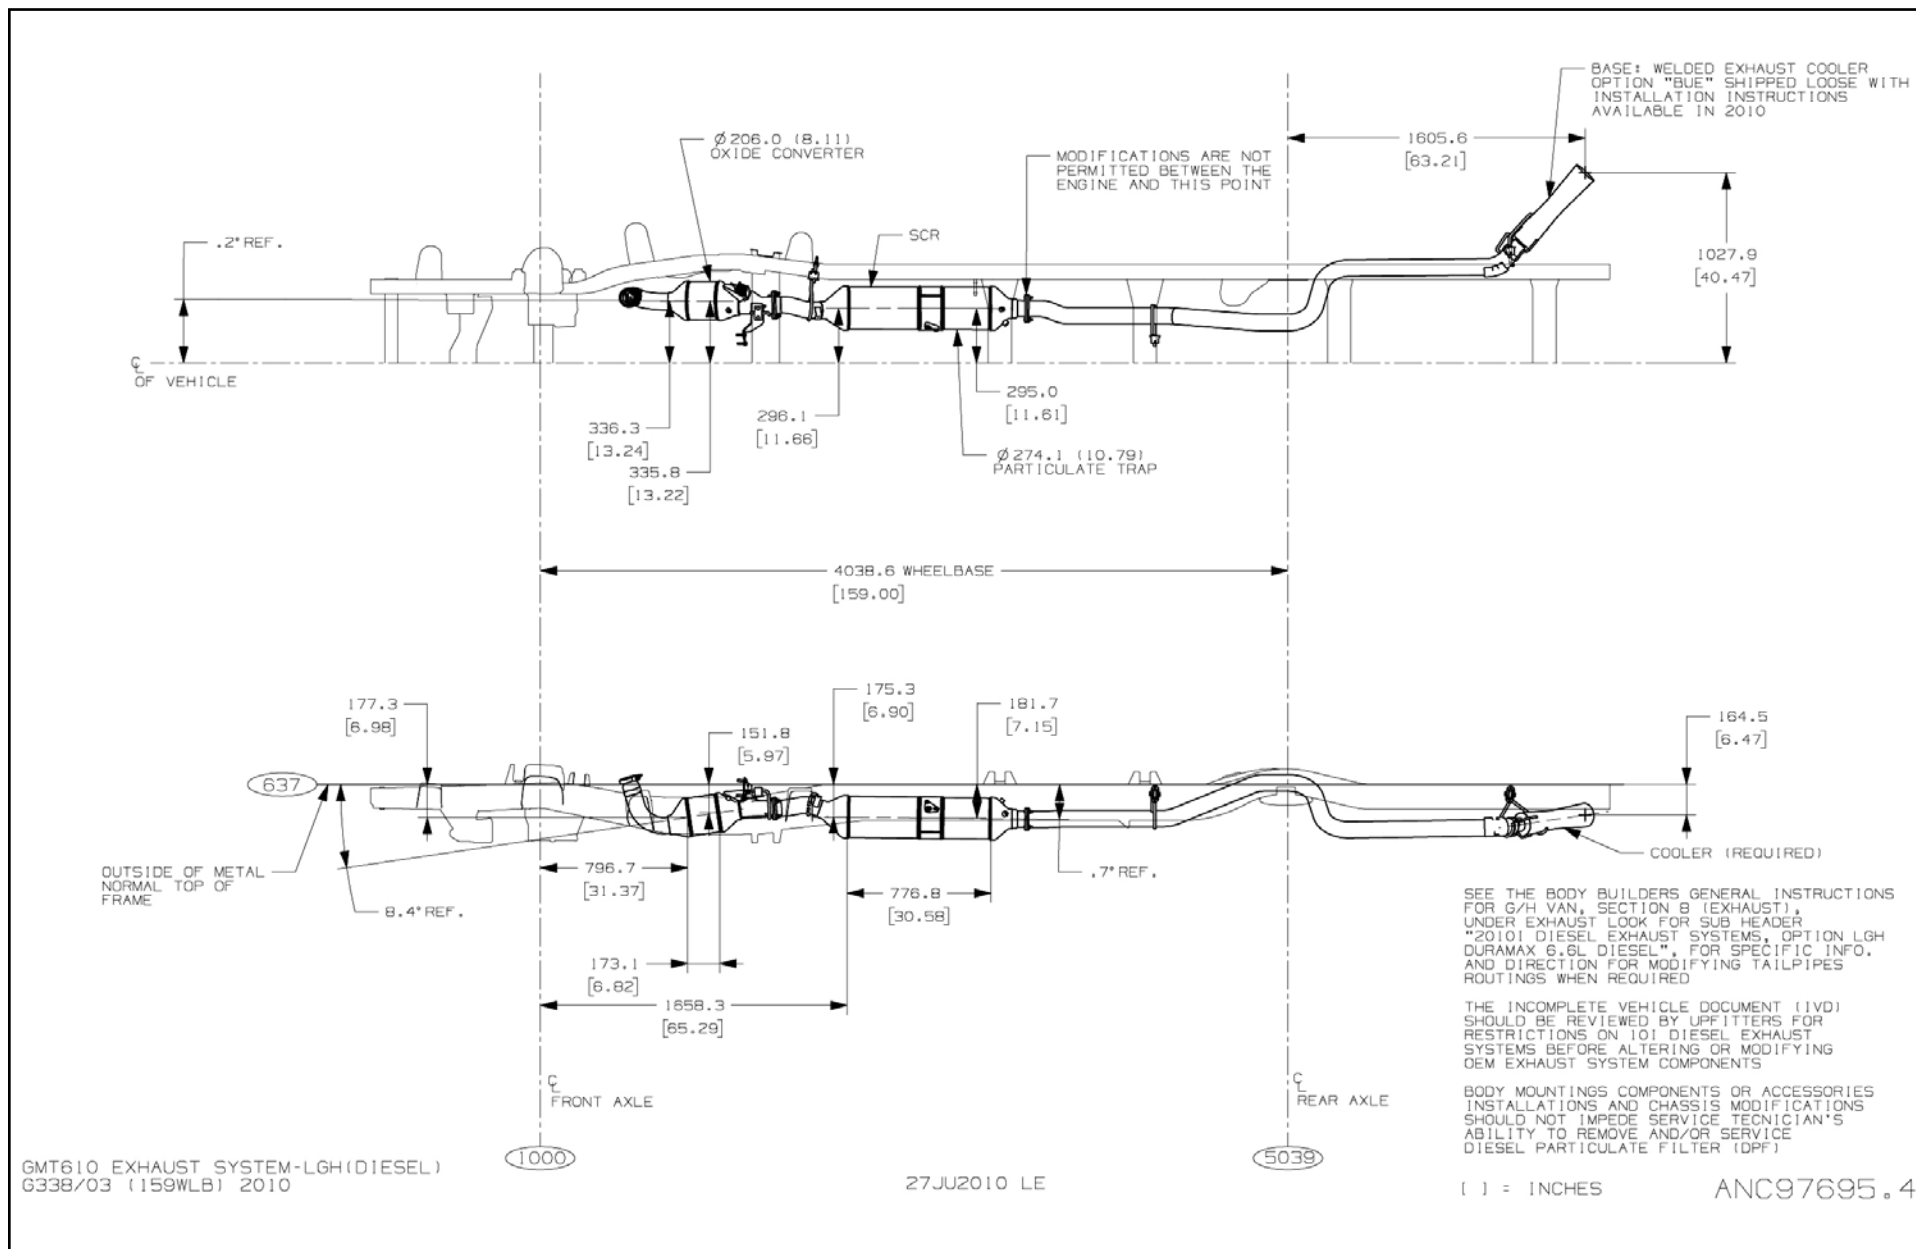 BASE: WELDED EXHAUST COOLER
OPTION "BUE" SHIPPED LOOSE WITH
INSTALLATION INSTRUCTIONS
AVAILABLE IN 2010
1605.6
[63.21]
Ø206.0 (8.11)
OXIDE CONVERTER
MODIFICATIONS ARE NOT
PERMITTED BETWEEN THE
ENGINE AND THIS POINT
.2° REF.
SCR
1027.9
[40.47]
℄
OF VEHICLE
295.0
[11.61]
296.1
[11.66]
336.3
[13.24]
Ø274.1 (10.79)
PARTICULATE TRAP
335.8
[13.22]
4038.6 WHEELBASE
[159.00]
177.3
[6.98]
175.3
[6.90]
181.7
[7.15]
164.5
[6.47]
151.8
[5.97]
637
OUTSIDE OF METAL
NORMAL TOP OF
FRAME
8.4° REF.
796.7
[31.37]
776.8
[30.58]
.7° REF.
COOLER (REQUIRED)
173.1
[6.82]
1658.3
[65.29]
SEE THE BODY BUILDERS GENERAL INSTRUCTIONS
FOR G/H VAN, SECTION B (EXHAUST),
UNDER EXHAUST LOOK FOR SUB HEADER
"20101 DIESEL EXHAUST SYSTEMS, OPTION LGH
DURAMAX 6.6L DIESEL", FOR SPECIFIC INFO.
AND DIRECTION FOR MODIFYING TAILPIPES
ROUTINGS WHEN REQUIRED
THE INCOMPLETE VEHICLE DOCUMENT (IVD)
SHOULD BE REVIEWED BY UPFITTERS FOR
RESTRICTIONS ON 101 DIESEL EXHAUST
SYSTEMS BEFORE ALTERING OR MODIFYING
OEM EXHAUST SYSTEM COMPONENTS
BODY MOUNTINGS COMPONENTS OR ACCESSORIES
INSTALLATIONS AND CHASSIS MODIFICATIONS
SHOULD NOT IMPEDE SERVICE TECNICIAN'S
ABILITY TO REMOVE AND/OR SERVICE
DIESEL PARTICULATE FILTER (DPF)
℄
FRONT AXLE
℄
REAR AXLE
1000
5039
GMT610 EXHAUST SYSTEM-LGH(DIESEL)
G338/03 (159WLB) 2010
27JU2010 LE
[ ] = INCHES
ANC97695.4